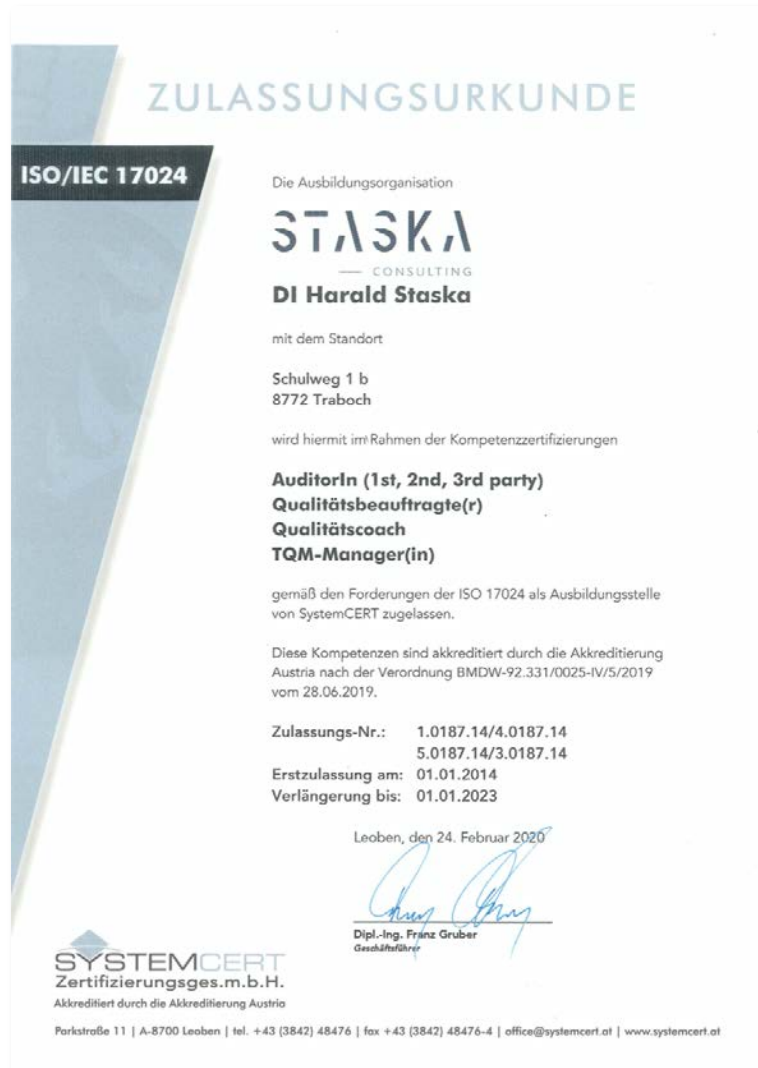 ZULASSUNGSURKUNDE
ISO/IEC 17024
Die Ausbildungsorganisation
STASKA
CONSULTING
DI Harald Staska
mit dem Standort
Schulweg 1 b
8772 Traboch
wird hiermit im Rahmen der Kompetenzzertifizierungen
AuditorIn (1st, 2nd, 3rd party)
Qualitätsbeauftragte(r)
Qualitätscoach
TQM-Manager(in)
gemäß den Forderungen der ISO 17024 als Ausbildungsstelle
von SystemCERT zugelassen.
Diese Kompetenzen sind akkreditiert durch die Akkreditierung
Austria nach der Verordnung BMDW-92.331/0025-IV/5/2019
vom 28.06.2019.
Zulassungs-Nr.: 1.0187.14/4.0187.14
5.0187.14/3.0187.14
Erstzulassung am: 01.01.2014
Verlängerung bis: 01.01.2023
Leoben, den 24. Februar 2020
Dipl.-Ing. Franz Gruber
Geschäftsführer
SYSTEMCERT
Zertifizierungsges.m.b.H.
Akkreditiert durch die Akkreditierung Austria
Parkstraße 11 | A-8700 Leoben | tel. +43 (3842) 48476 | fax +43 (3842) 48476-4 | office@systemcert.at | www.systemcert.at